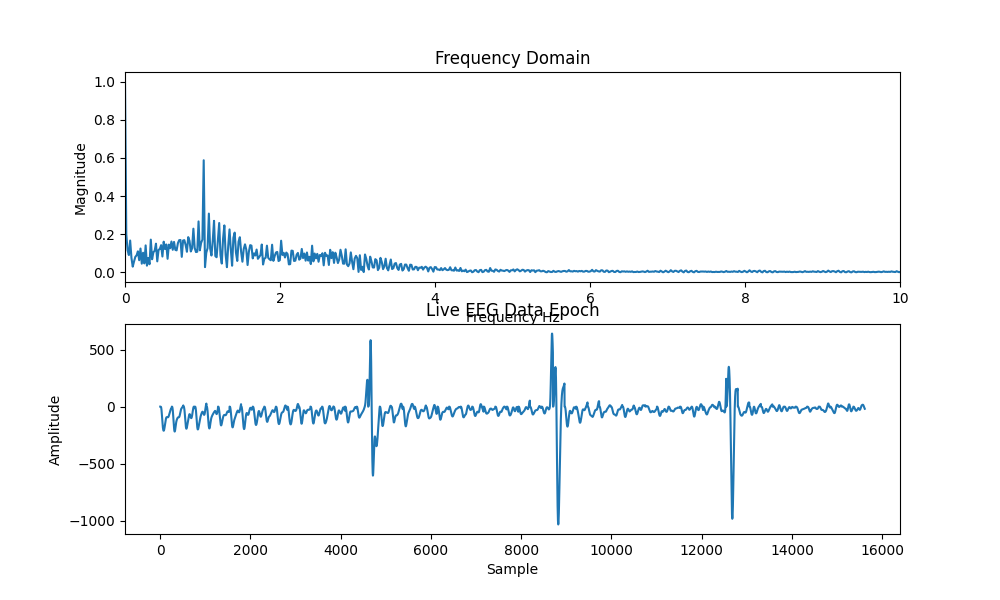 Frequency Domain
1.0
0.8
0.6
0.4
0.2
0.0
Magnitude
0 2 4 6 8 10
Frequency Hz
Live EEG Data Epoch
500
0
−500
−1000
Amplitude
0 2000 4000 6000 8000 10000 12000 14000 16000
Sample